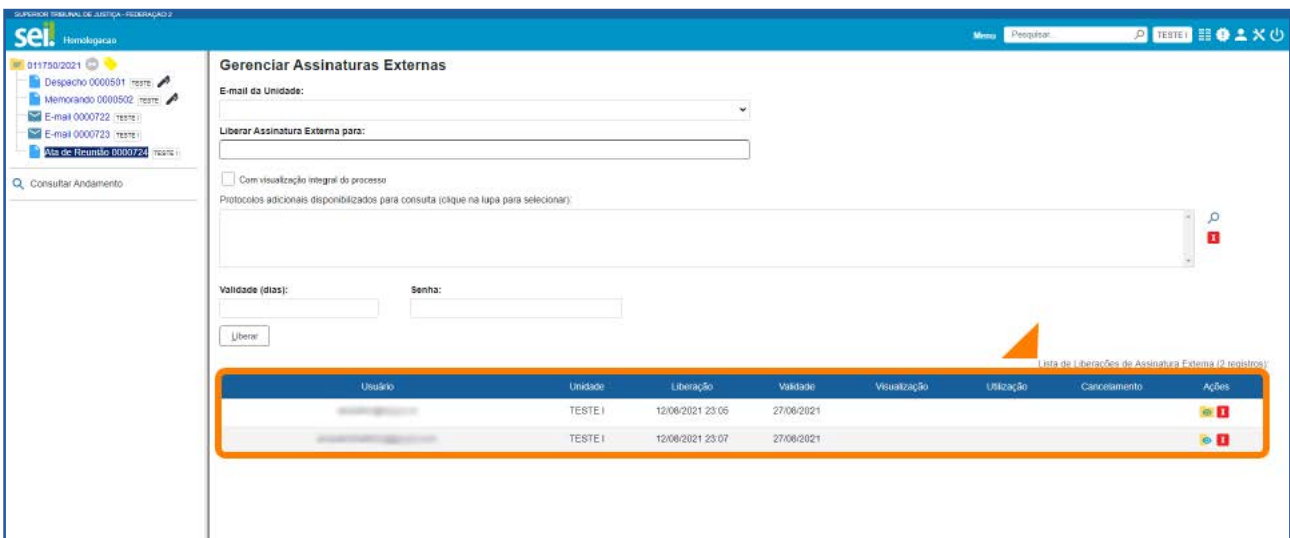 SUPERIOR TRIBUNAL DE JUSTIÇA - FEDERAÇÃO 2
sei. Homologacao
Menu Pesquisar... TESTE I
011750/2021
Despacho 0000501 TESTE
Memorando 0000502 TESTE
E-mail 0000722 TESTE I
E-mail 0000723 TESTE I
Ata de Reunião 0000724 TESTE I
Consultar Andamento
Gerenciar Assinaturas Externas
E-mail da Unidade:
Liberar Assinatura Externa para:
Com visualização integral do processo
Protocolos adicionais disponibilizados para consulta (clique na lupa para selecionar):
Validade (dias): Senha:
Liberar
Lista de Liberações de Assinatura Externa (2 registros):
Usuário Unidade Liberação Validade Visualização Utilização Cancelamento Ações
TESTE I 12/08/2021 23:05 27/08/2021
TESTE I 12/08/2021 23:07 27/08/2021